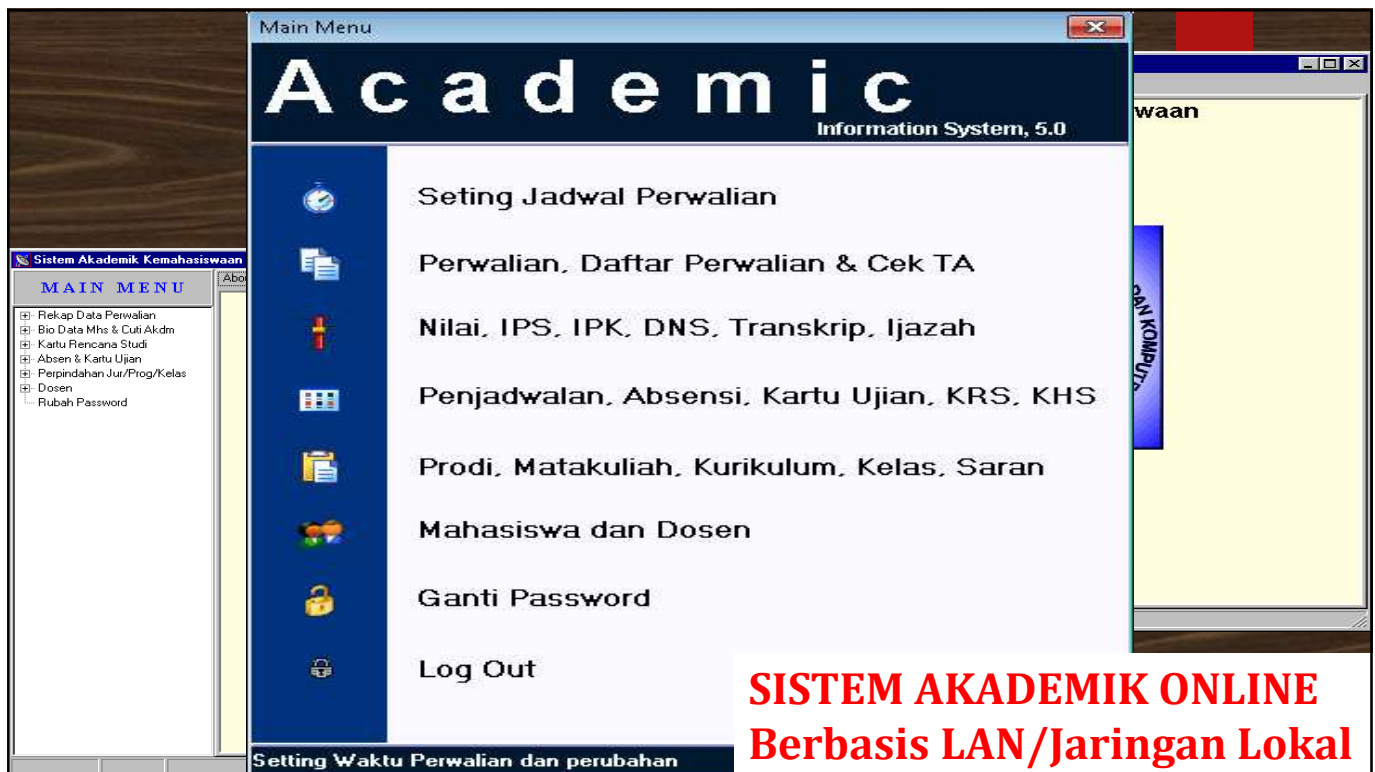 Main Menu
Academic
Information System, 5.0
Seting Jadwal Perwalian
Perwalian, Daftar Perwalian & Cek TA
Nilai, IPS, IPK, DNS, Transkrip, Ijazah
Penjadwalan, Absensi, Kartu Ujian, KRS, KHS
Prodi, Matakuliah, Kurikulum, Kelas, Saran
Mahasiswa dan Dosen
Ganti Password
Log Out
Setting Waktu Perwalian dan perubahan
Sistem Akademik Kemahasiswaan
MAIN MENU
Abou
Rekap Data Perwalian
Bio Data Mhs & Cuti Akdm
Kartu Rencana Studi
Absen & Kartu Ujian
Perpindahan Jur/Prog/Kelas
Dosen
Rubah Password
waan
DAN KOMPUT
SISTEM AKADEMIK ONLINE
Berbasis LAN/Jaringan Lokal